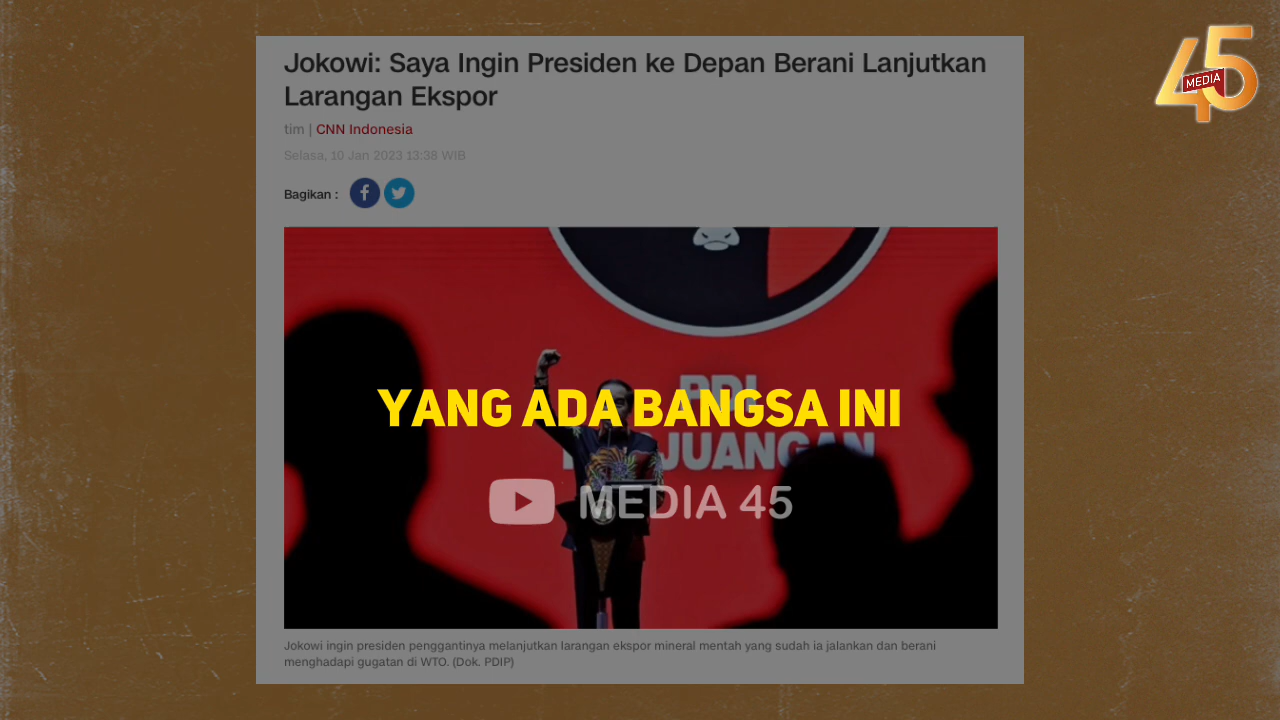 Jokowi: Saya Ingin Presiden ke Depan Berani Lanjutkan
Larangan Ekspor
tim | CNN Indonesia
Selasa, 10 Jan 2023 13:38 WIB
Bagikan :
45
MEDIA
PDI
JUANGAN
YANG ADA BANGSA INI
MEDIA 45
Jokowi ingin presiden penggantinya melanjutkan larangan ekspor mineral mentah yang sudah ia jalankan dan berani
menghadapi gugatan di WTO. (Dok. PDIP)